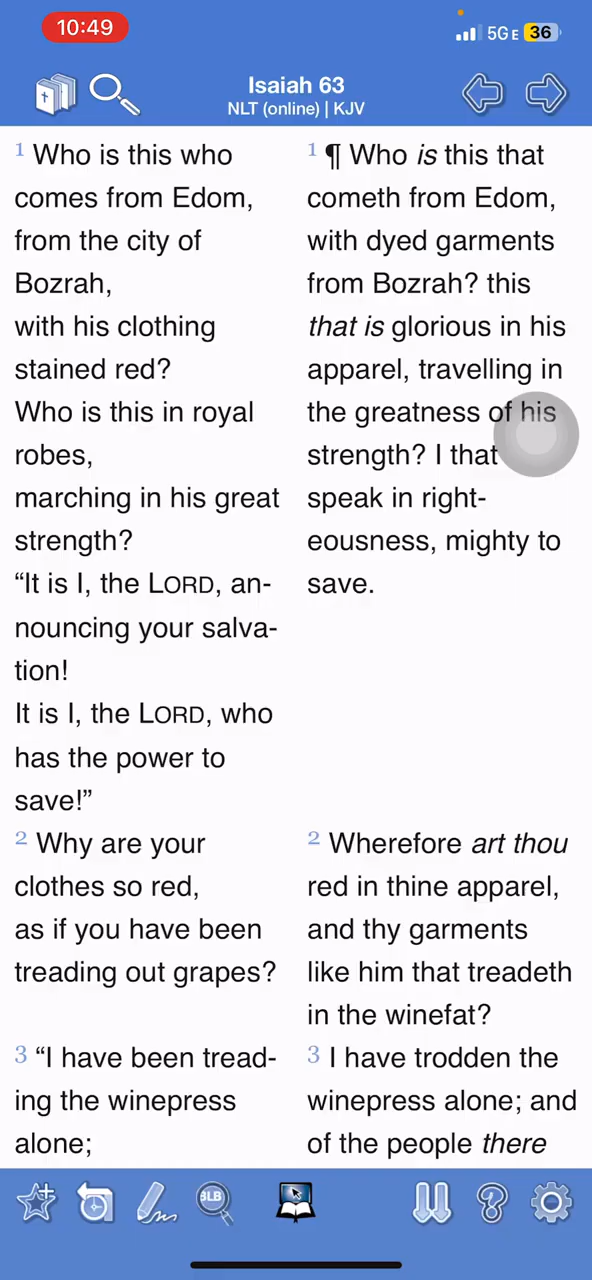 10:49
5GE 36
Isaiah 63
NLT (online) | KJV
1 Who is this who
comes from Edom,
from the city of
Bozrah,
with his clothing
stained red?
Who is this in royal
robes,
marching in his great
strength?
“It is I, the LORD, an-
nouncing your salva-
tion!
It is I, the LORD, who
has the power to
save!”
2 Why are your
clothes so red,
as if you have been
treading out grapes?
3 “I have been tread-
ing the winepress
alone;
1 ¶ Who is this that
cometh from Edom,
with dyed garments
from Bozrah? this
that is glorious in his
apparel, travelling in
the greatness of his
strength? I that
speak in right-
eousness, mighty to
save.
2 Wherefore art thou
red in thine apparel,
and thy garments
like him that treadeth
in the winefat?
3 I have trodden the
winepress alone; and
of the people there
BLB